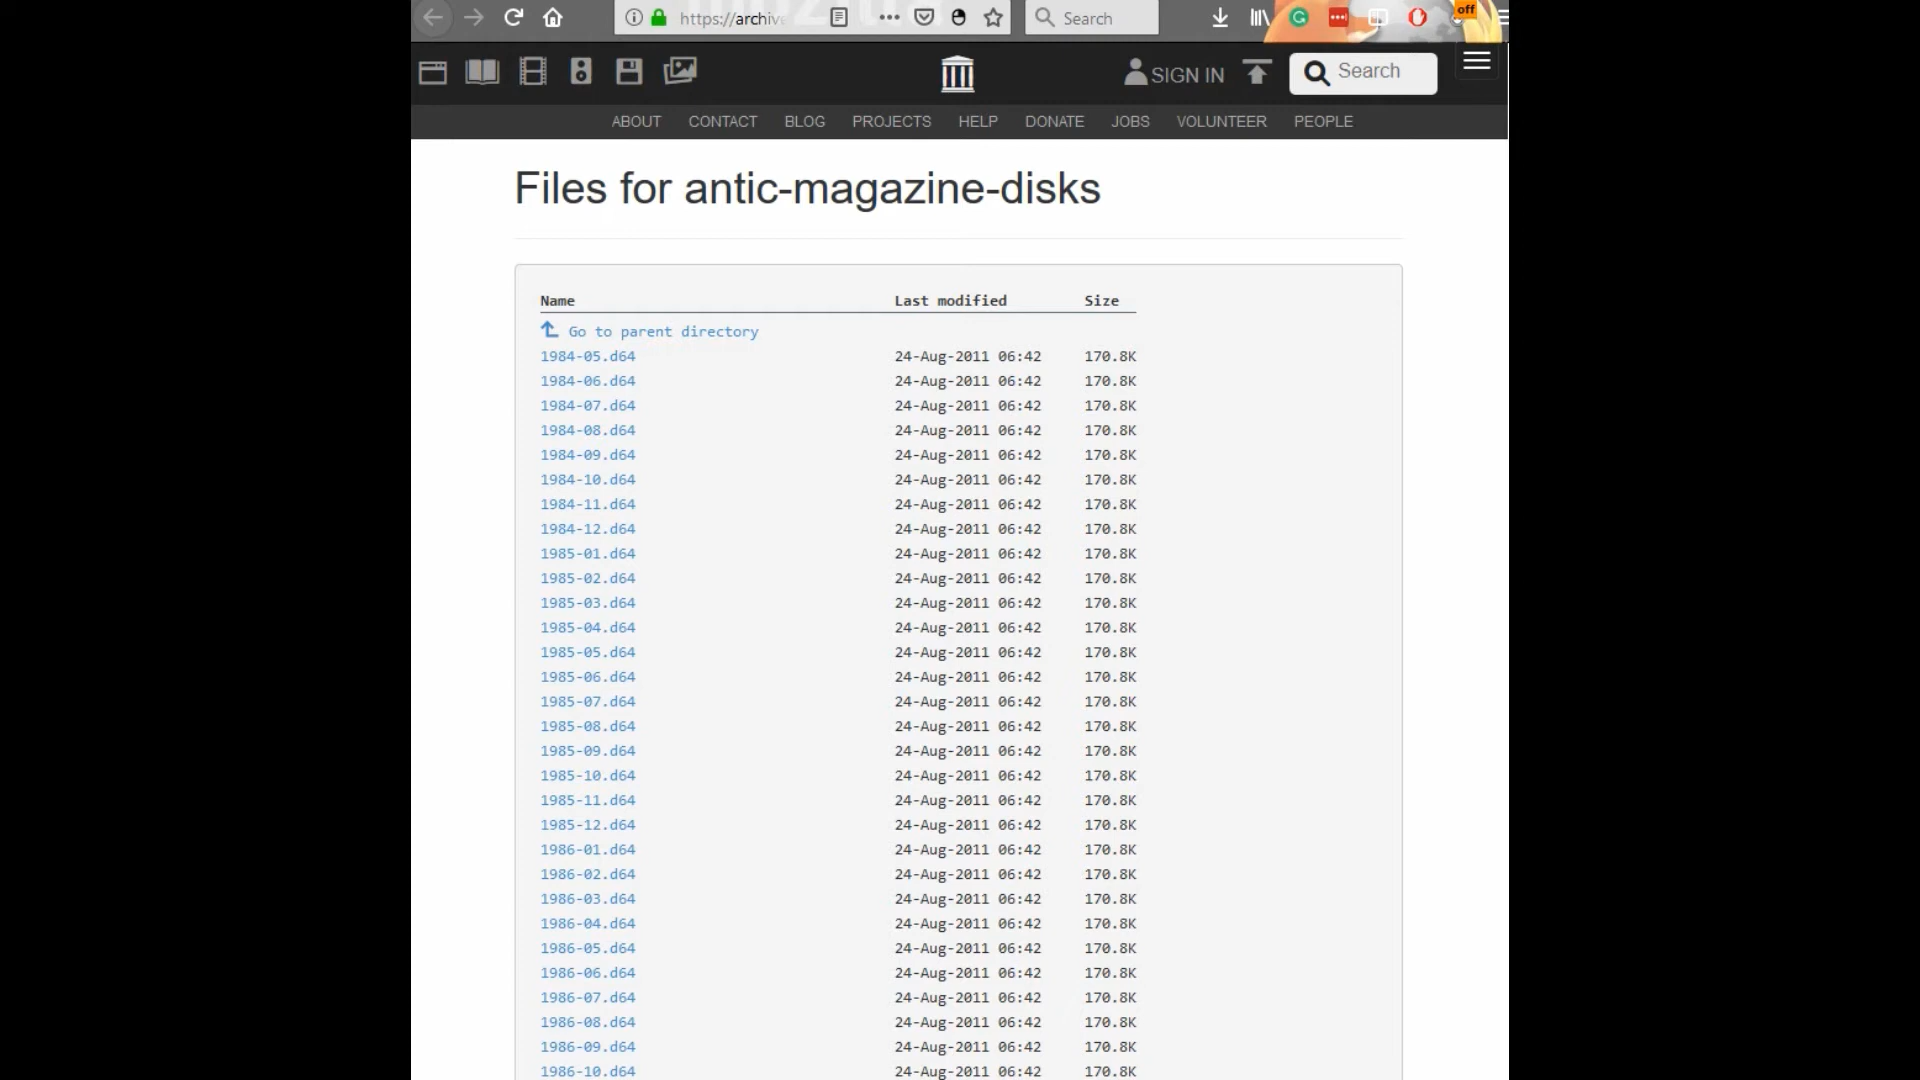 https://archive
Search
off
SIGN IN
Search
ABOUT CONTACT BLOG PROJECTS HELP DONATE JOBS VOLUNTEER PEOPLE
Files for antic-magazine-disks
Name Last modified Size
Go to parent directory
1984-05.d64 24-Aug-2011 06:42 170.8K
1984-06.d64 24-Aug-2011 06:42 170.8K
1984-07.d64 24-Aug-2011 06:42 170.8K
1984-08.d64 24-Aug-2011 06:42 170.8K
1984-09.d64 24-Aug-2011 06:42 170.8K
1984-10.d64 24-Aug-2011 06:42 170.8K
1984-11.d64 24-Aug-2011 06:42 170.8K
1984-12.d64 24-Aug-2011 06:42 170.8K
1985-01.d64 24-Aug-2011 06:42 170.8K
1985-02.d64 24-Aug-2011 06:42 170.8K
1985-03.d64 24-Aug-2011 06:42 170.8K
1985-04.d64 24-Aug-2011 06:42 170.8K
1985-05.d64 24-Aug-2011 06:42 170.8K
1985-06.d64 24-Aug-2011 06:42 170.8K
1985-07.d64 24-Aug-2011 06:42 170.8K
1985-08.d64 24-Aug-2011 06:42 170.8K
1985-09.d64 24-Aug-2011 06:42 170.8K
1985-10.d64 24-Aug-2011 06:42 170.8K
1985-11.d64 24-Aug-2011 06:42 170.8K
1985-12.d64 24-Aug-2011 06:42 170.8K
1986-01.d64 24-Aug-2011 06:42 170.8K
1986-02.d64 24-Aug-2011 06:42 170.8K
1986-03.d64 24-Aug-2011 06:42 170.8K
1986-04.d64 24-Aug-2011 06:42 170.8K
1986-05.d64 24-Aug-2011 06:42 170.8K
1986-06.d64 24-Aug-2011 06:42 170.8K
1986-07.d64 24-Aug-2011 06:42 170.8K
1986-08.d64 24-Aug-2011 06:42 170.8K
1986-09.d64 24-Aug-2011 06:42 170.8K
1986-10.d64 24-Aug-2011 06:42 170.8K